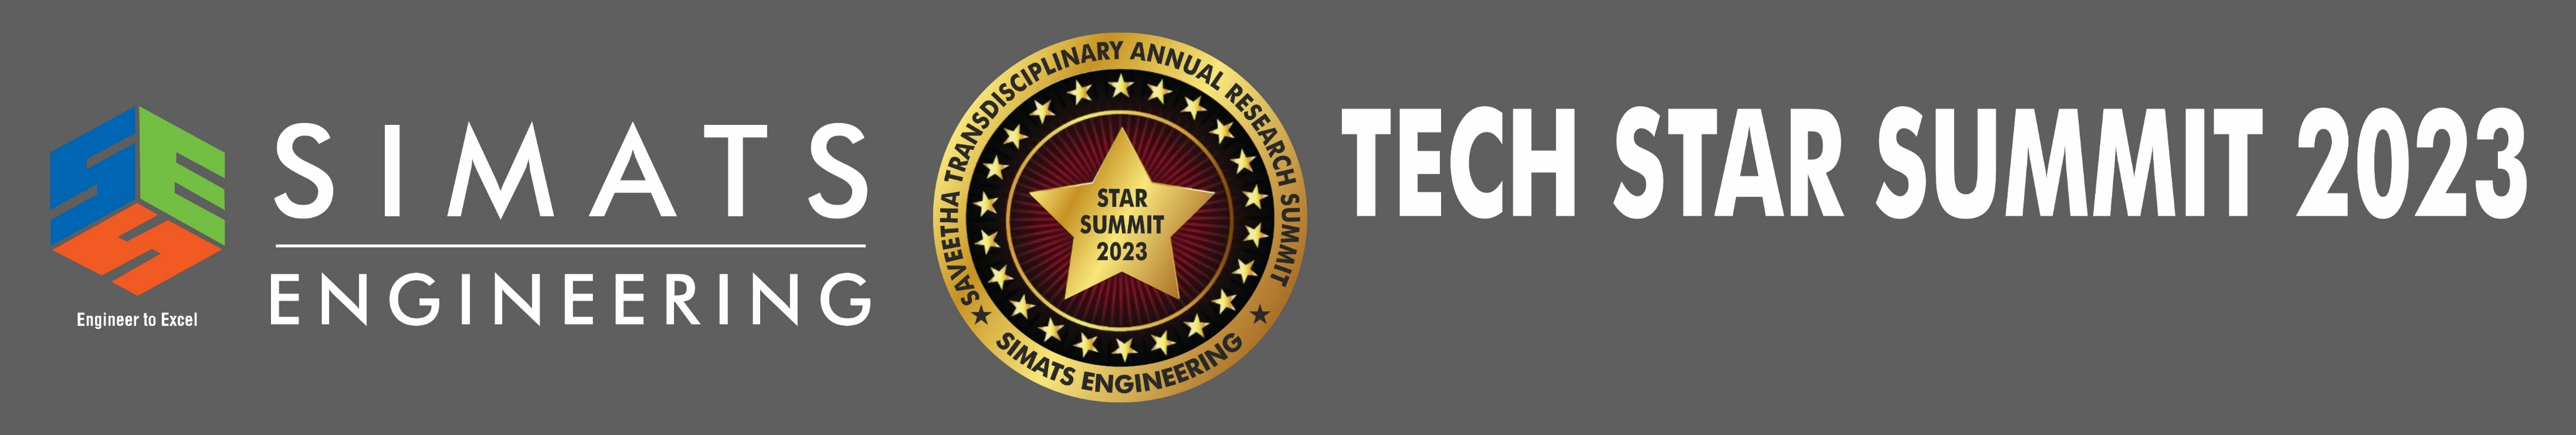 SES
Engineer to Excel
SIMATS
ENGINEERING
SAVEETHA TRANSDISCIPLINARY ANNUAL RESEARCH SUMMIT
STAR
SUMMIT
2023
SIMATS ENGINEERING
TECH STAR SUMMIT 2023